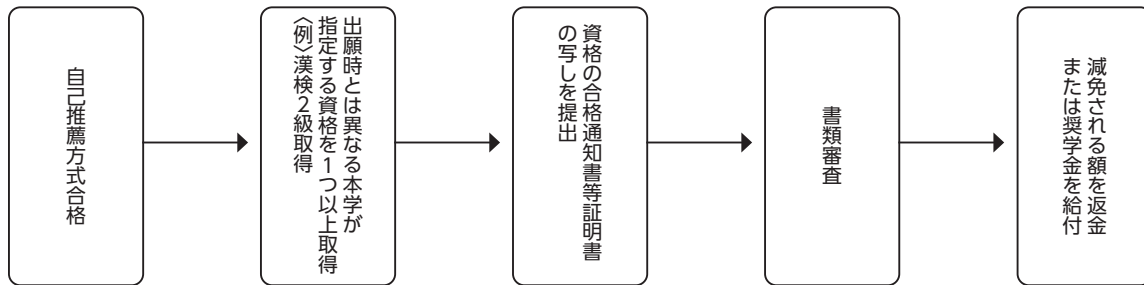 自己推薦方式合格
出願時とは異なる本学が
指定する資格を1つ以上取得
〈例〉漢検2級取得
資格の合格通知書等証明書
の写しを提出
書類審査
減免される額を返金
または奨学金を給付